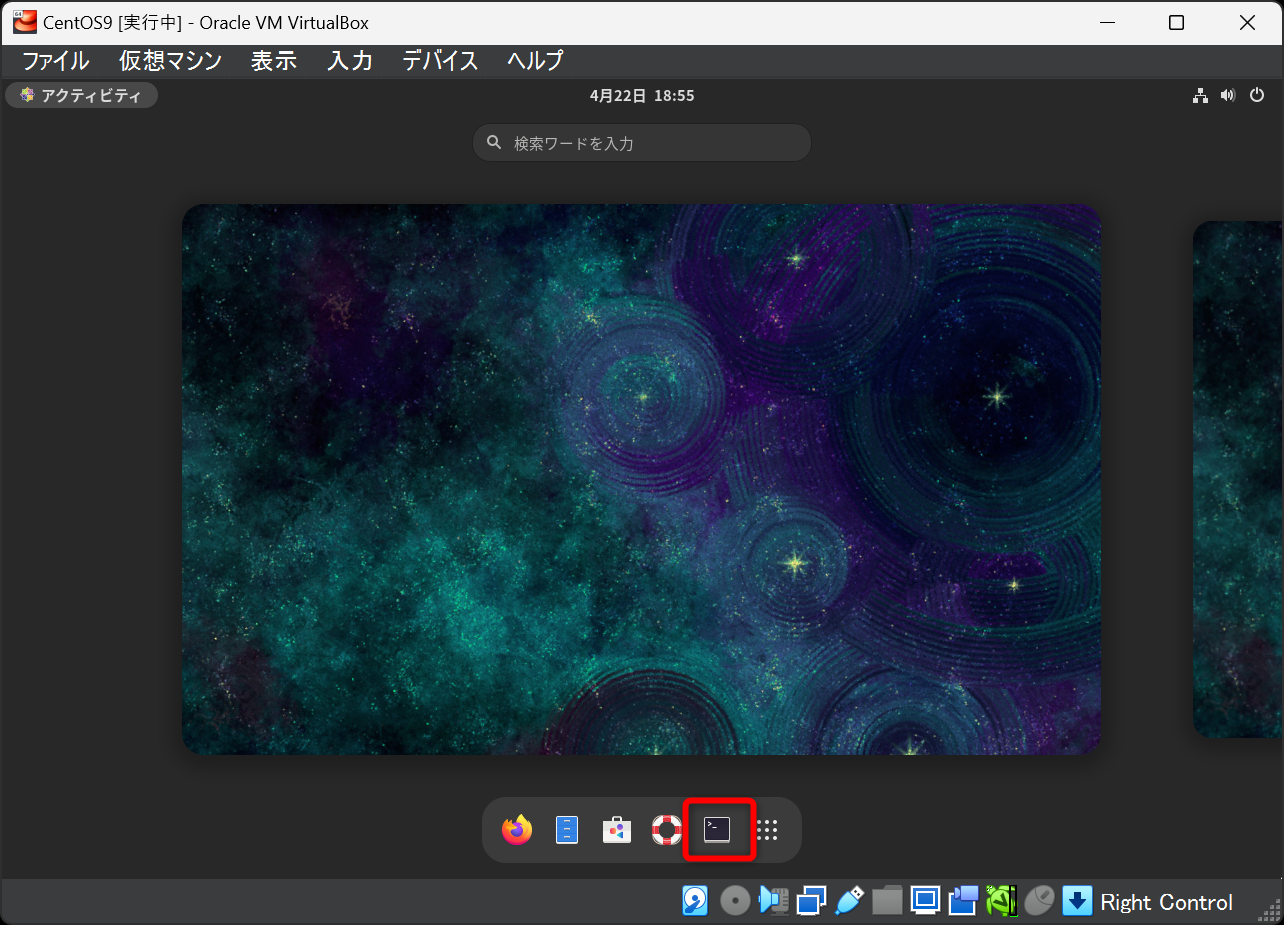 CentOS9 [実行中] - Oracle VM VirtualBox
ファイル 仮想マシン 表示 入力 デバイス ヘルプ
アクティビティ 4月22日 18:55
検索ワードを入力
>_
Right Control